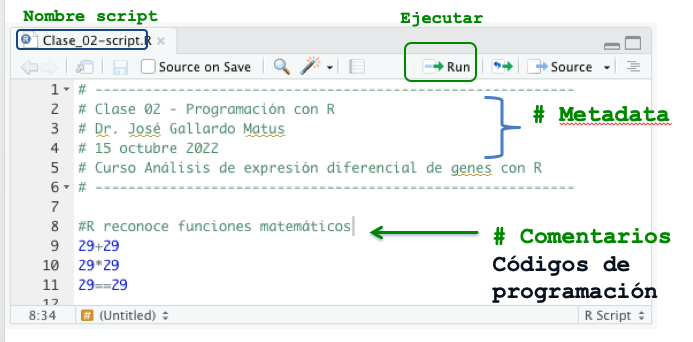 Nombre script
Ejecutar
Clase_02-script.R
Source on Save
Run
Source
1 # ----------------------------------------------------------
2 # Clase 02 - Programación con R
3 # Dr. José Gallardo Matus
4 # 15 octubre 2022
5 # Curso Análisis de expresión diferencial de genes con R
6 # ----------------------------------------------------------
7
8 #R reconoce funciones matemáticos
9 29+29
10 29*29
11 29==29
12
# Metadata
# Comentarios
Códigos de
programación
8:34
# (Untitled)
R Script